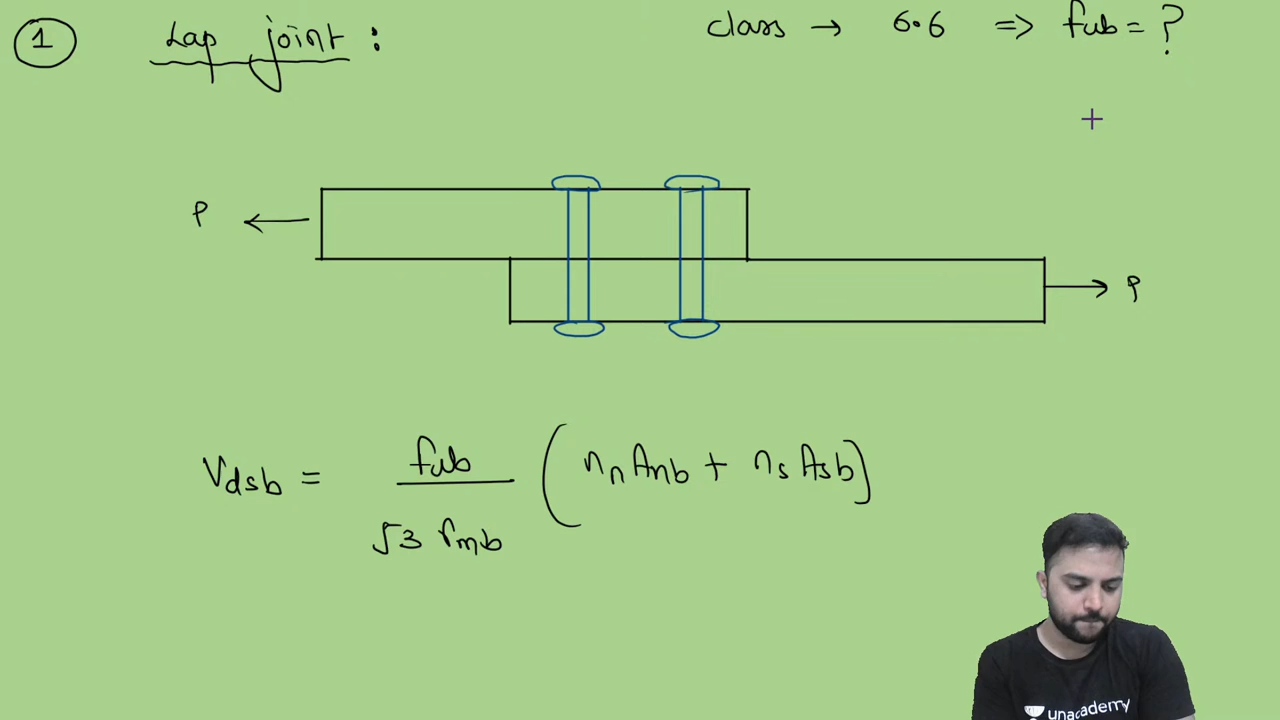 ① Lap joint :
class → 6.6 => fub = ?
P
P
Vdsb = fub / √3 γmb (nn Anb + ns Asb)
unacademy